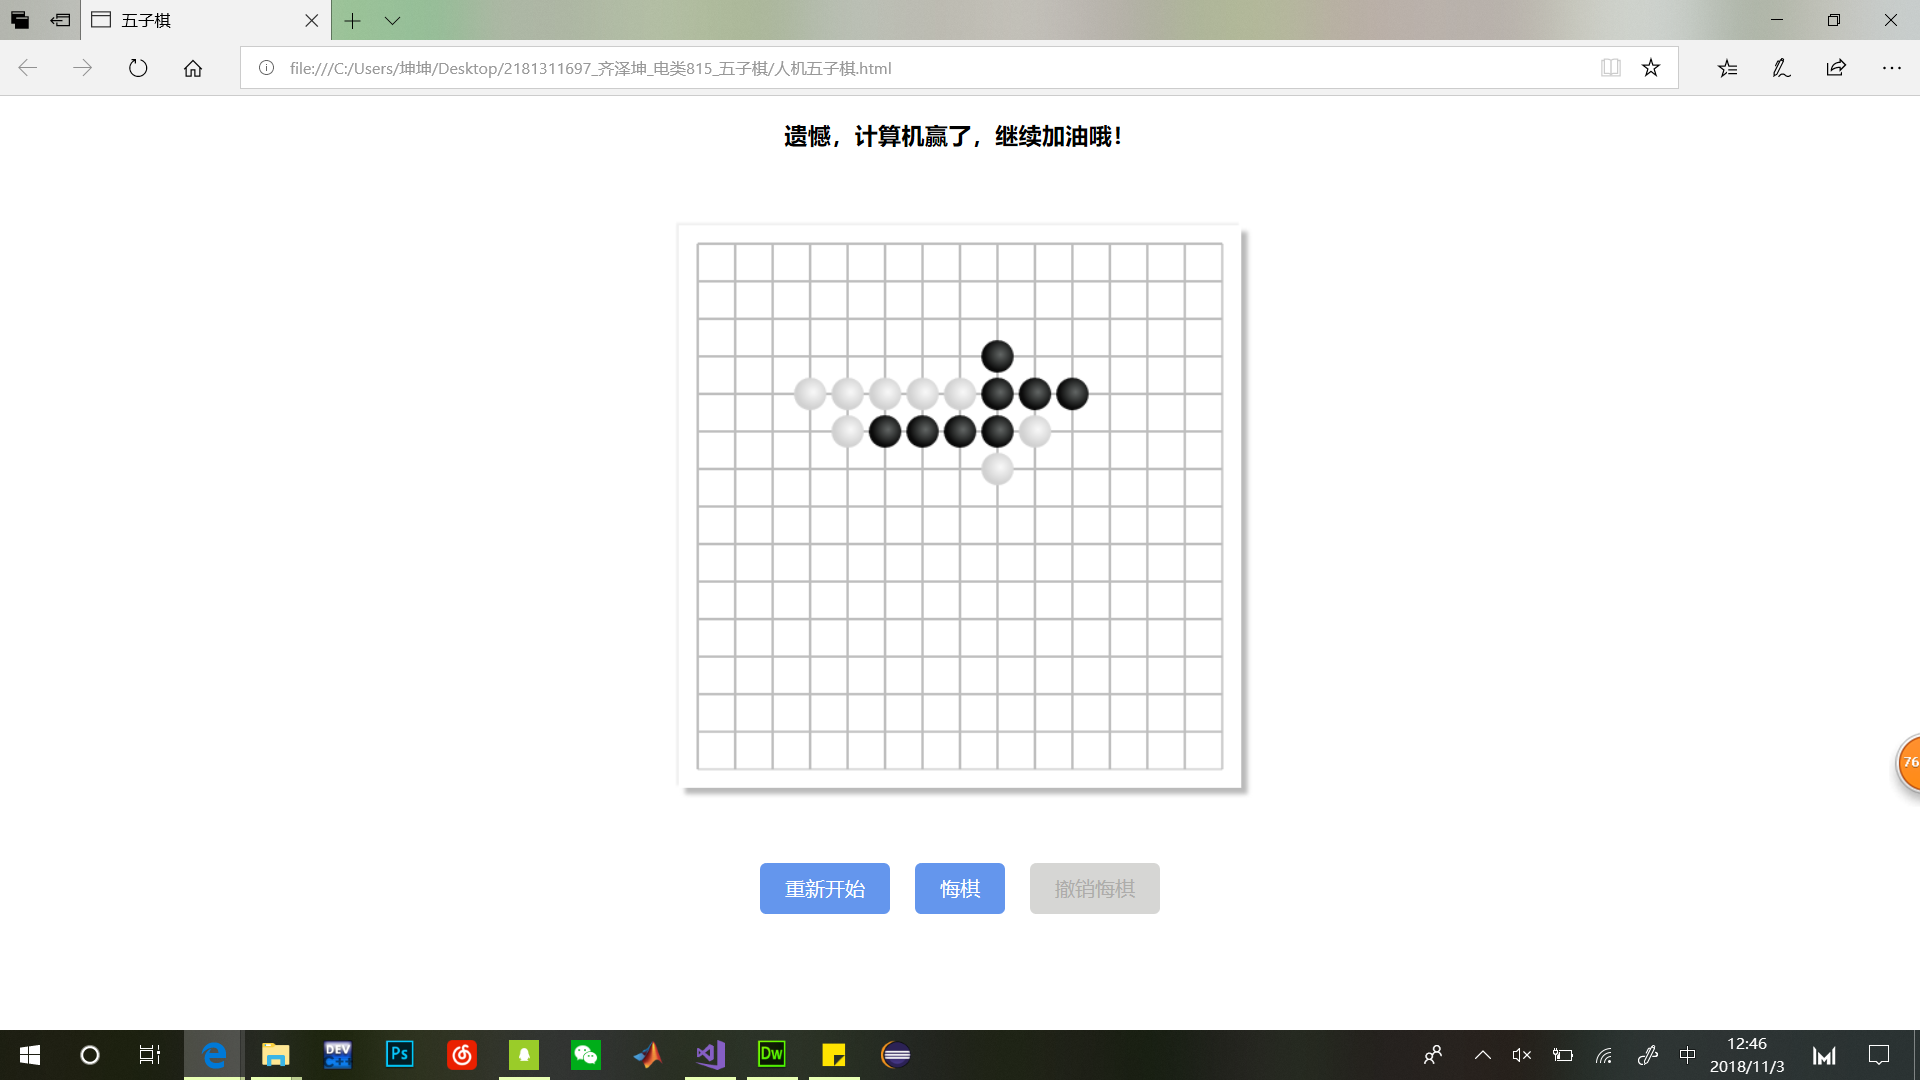 五子棋
file:///C:/Users/坤坤/Desktop/2181311697_齐泽坤_电类815_五子棋/人机五子棋.html
遗憾，计算机赢了，继续加油哦！
76
重新开始
悔棋
撤销悔棋
DEV
C++
Ps
Dw
中
12:46
2018/11/3